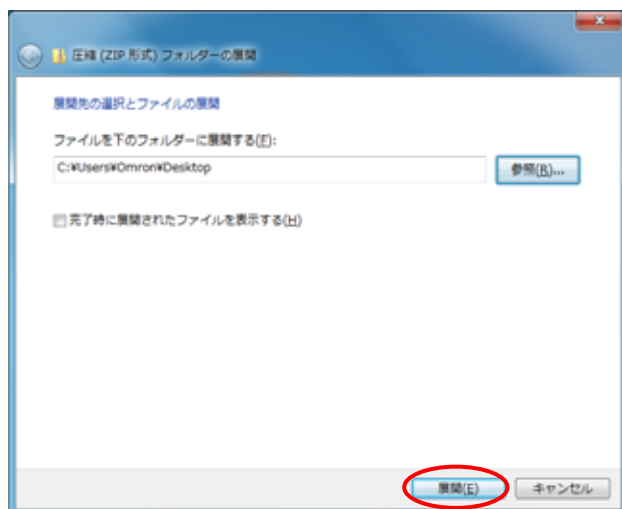 圧縮 (ZIP 形式) フォルダーの展開
展開先の選択とファイルの展開
ファイルを下のフォルダーに展開する(F):
C:¥Users¥Omron¥Desktop
参照(R)...
完了時に展開されたファイルを表示する(H)
展開(E)
キャンセル